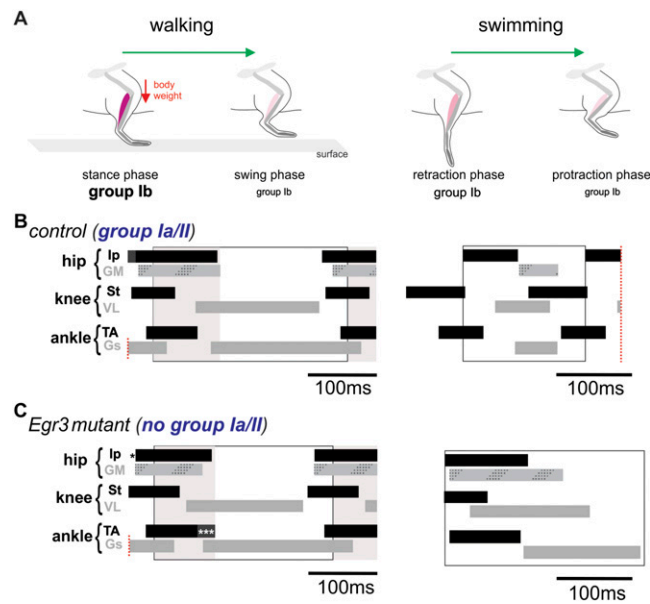 A
walking
swimming
body
weight
surface
stance phase
group Ib
swing phase
group Ib
retraction phase
group Ib
protraction phase
group Ib
B
control (group Ia/II)
hip { Ip
GM
knee { St
VL
ankle { TA
Gs
100ms
100ms
C
Egr3 mutant (no group Ia/II)
hip { Ip *
GM
knee { St
VL
ankle { TA ***
Gs
100ms
100ms